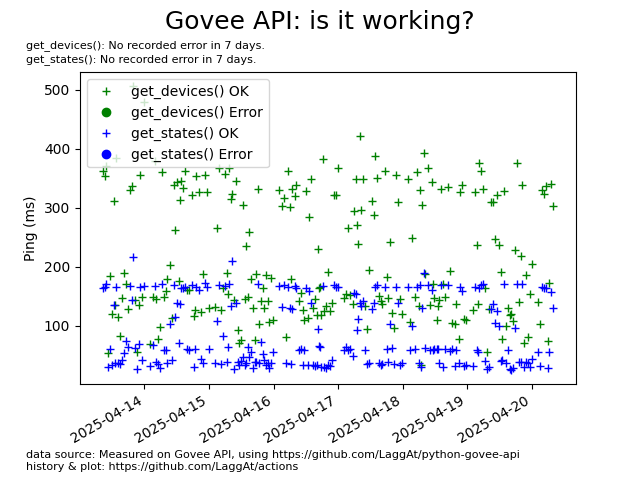 Govee API: is it working?
get_devices(): No recorded error in 7 days.
get_states(): No recorded error in 7 days.
get_devices() OK
get_devices() Error
get_states() OK
get_states() Error
Ping (ms)
500
400
300
200
100
2025-04-14
2025-04-15
2025-04-16
2025-04-17
2025-04-18
2025-04-19
2025-04-20
data source: Measured on Govee API, using https://github.com/LaggAt/python-govee-api
history & plot: https://github.com/LaggAt/actions